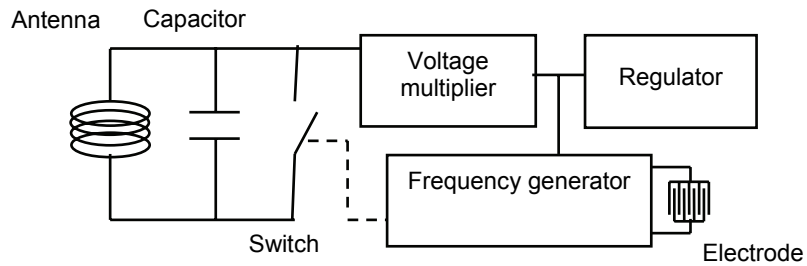 Antenna
Capacitor
Voltage
multiplier
Regulator
Frequency generator
Switch
Electrode